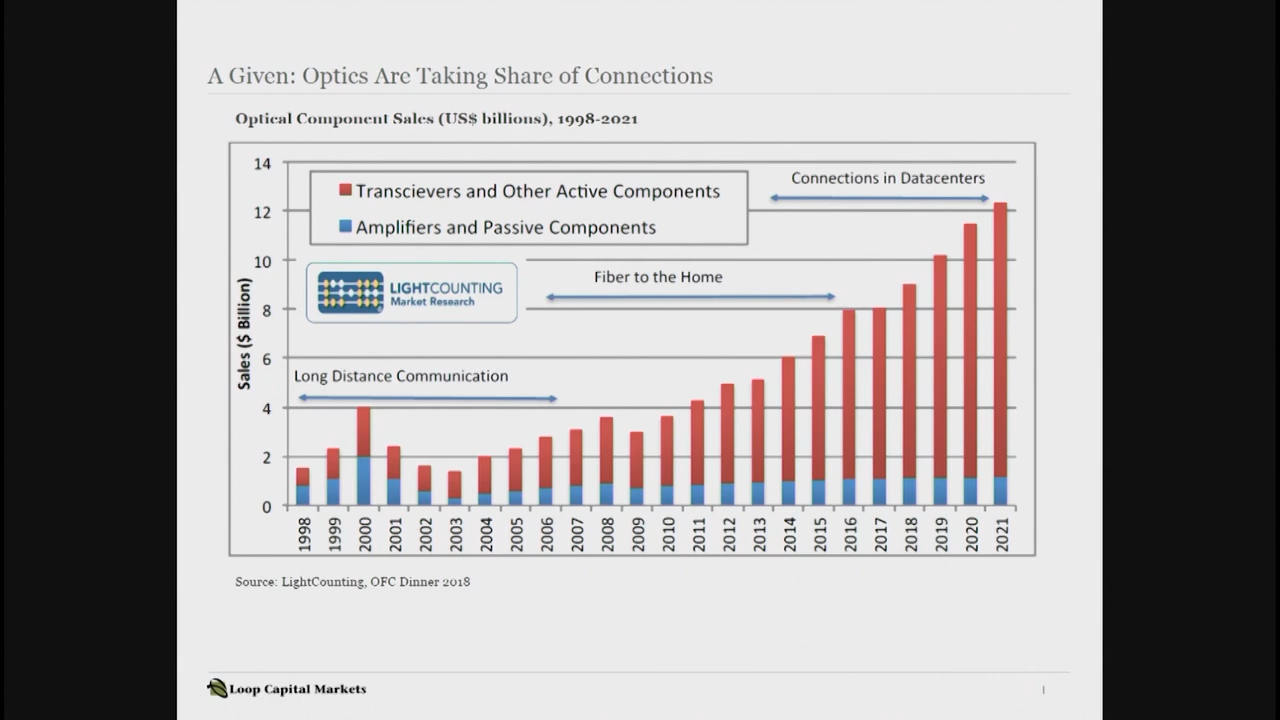 A Given: Optics Are Taking Share of Connections
Optical Component Sales (US$ billions), 1998-2021
14
12
10
8
6
4
2
0
Sales ($ Billion)
Transcievers and Other Active Components
Amplifiers and Passive Components
Connections in Datacenters
LIGHTCOUNTING
Market Research
Fiber to the Home
Long Distance Communication
1998 1999 2000 2001 2002 2003 2004 2005 2006 2007 2008 2009 2010 2011 2012 2013 2014 2015 2016 2017 2018 2019 2020 2021
Source: LightCounting, OFC Dinner 2018
Loop Capital Markets
1